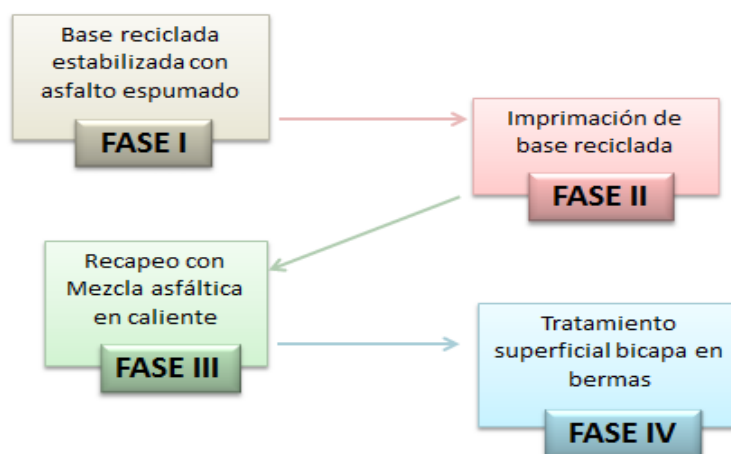 Base reciclada
estabilizada con
asfalto espumado
FASE I
Imprimación de
base reciclada
FASE II
Recapeo con
Mezcla asfáltica
en caliente
FASE III
Tratamiento
superficial bicapa en
bermas
FASE IV